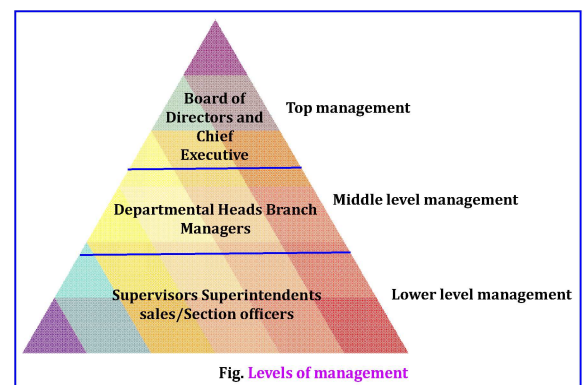 Board of
Directors and
Chief
Executive
Top management
Departmental Heads Branch
Managers
Middle level management
Supervisors Superintendents
sales/Section officers
Lower level management
Fig. Levels of management